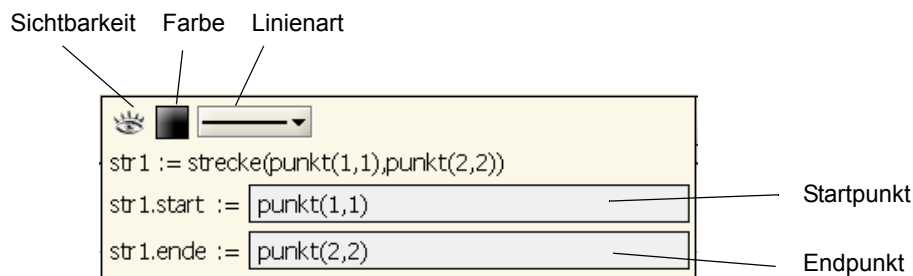 Sichtbarkeit Farbe Linienart
str1 := strecke(punkt(1,1),punkt(2,2))
str1.start := punkt(1,1)
Startpunkt
str1.ende := punkt(2,2)
Endpunkt